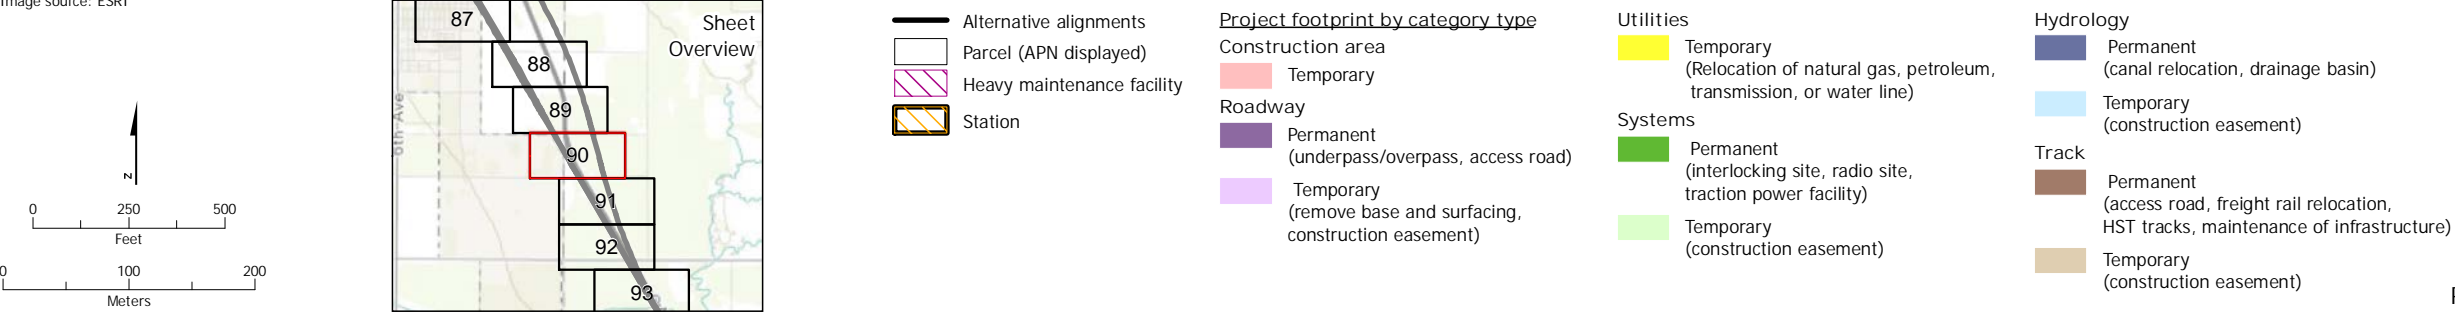 Image source: ESRI
N
0 250 500
Feet
0 100 200
Meters
Sheet
Overview
6th Ave
87
88
89
90
91
92
93
Alternative alignments
Parcel (APN displayed)
Heavy maintenance facility
Station
Project footprint by category type
Construction area
Temporary
Roadway
Permanent
(underpass/overpass, access road)
Temporary
(remove base and surfacing,
construction easement)
Utilities
Temporary
(Relocation of natural gas, petroleum,
transmission, or water line)
Systems
Permanent
(interlocking site, radio site,
traction power facility)
Temporary
(construction easement)
Hydrology
Permanent
(canal relocation, drainage basin)
Temporary
(construction easement)
Track
Permanent
(access road, freight rail relocation,
HST tracks, maintenance of infrastructure)
Temporary
(construction easement)